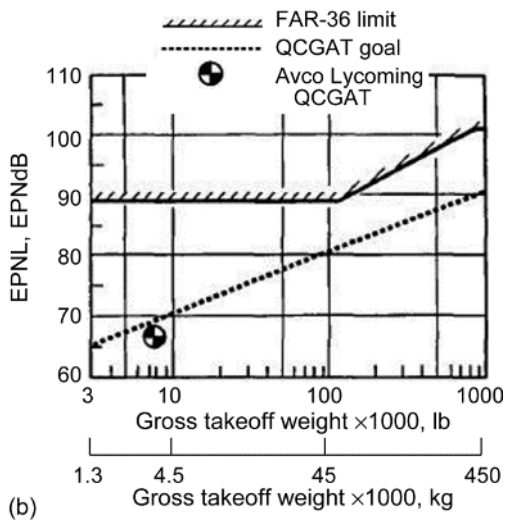 FAR-36 limit
QCGAT goal
Avco Lycoming
QCGAT
110
100
90
80
70
60
EPNL, EPNdB
3 10 100 1000
Gross takeoff weight ×1000, lb
1.3 4.5 45 450
Gross takeoff weight ×1000, kg
(b)